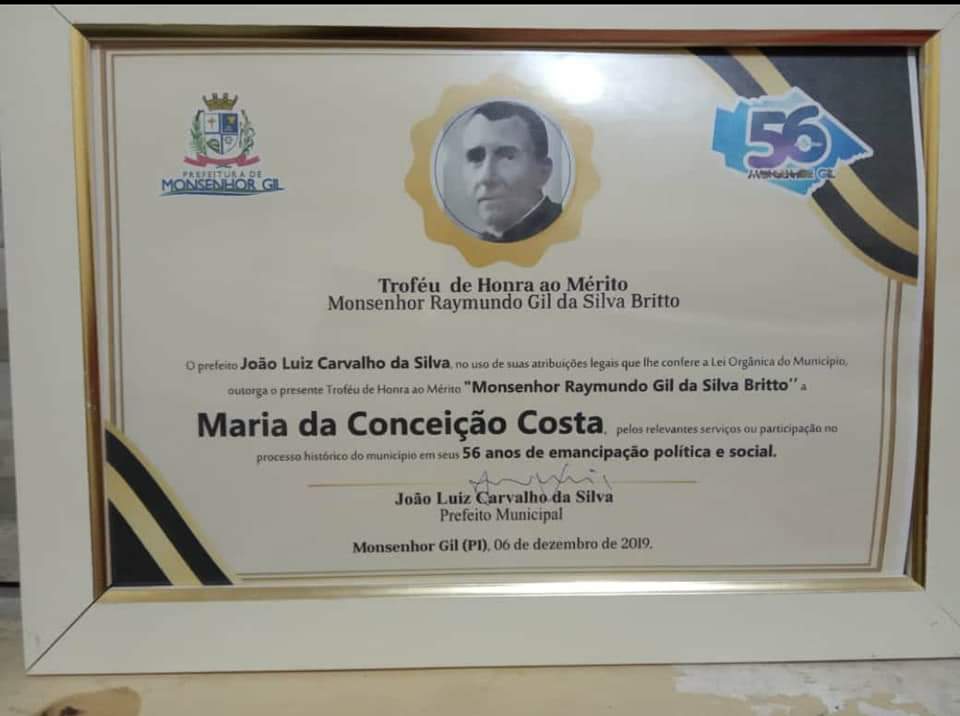 PREFEITURA DE
MONSENHOR GIL
56
MONSENHOR GIL
Troféu de Honra ao Mérito
Monsenhor Raymundo Gil da Silva Britto
O prefeito João Luiz Carvalho da Silva, no uso de suas atribuições legais que lhe confere a Lei Orgânica do Município,
outorga o presente Troféu de Honra ao Mérito "Monsenhor Raymundo Gil da Silva Britto" a
Maria da Conceição Costa, pelos relevantes serviços ou participação no
processo histórico do município em seus 56 anos de emancipação política e social.
João Luiz Carvalho da Silva
Prefeito Municipal
Monsenhor Gil (PI), 06 de dezembro de 2019.